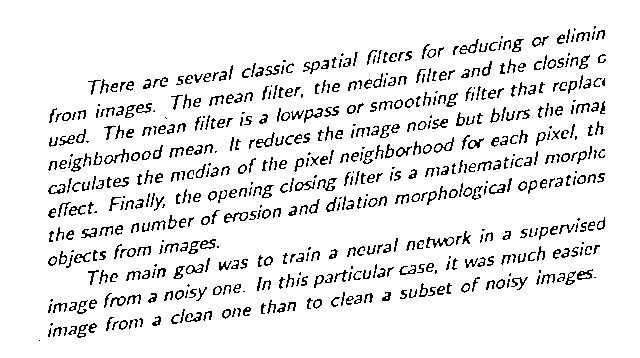 There are several classic spatial filters for reducing or elimin
from images. The mean filter, the median filter and the closing o
used. The mean filter is a lowpass or smoothing filter that replace
neighborhood mean. It reduces the image noise but blurs the imag
calculates the median of the pixel neighborhood for each pixel, th
effect. Finally, the opening closing filter is a mathematical morpho
the same number of erosion and dilation morphological operations
objects from images.
The main goal was to train a neural network in a supervised
image from a noisy one. In this particular case, it was much easier
image from a clean one than to clean a subset of noisy images.